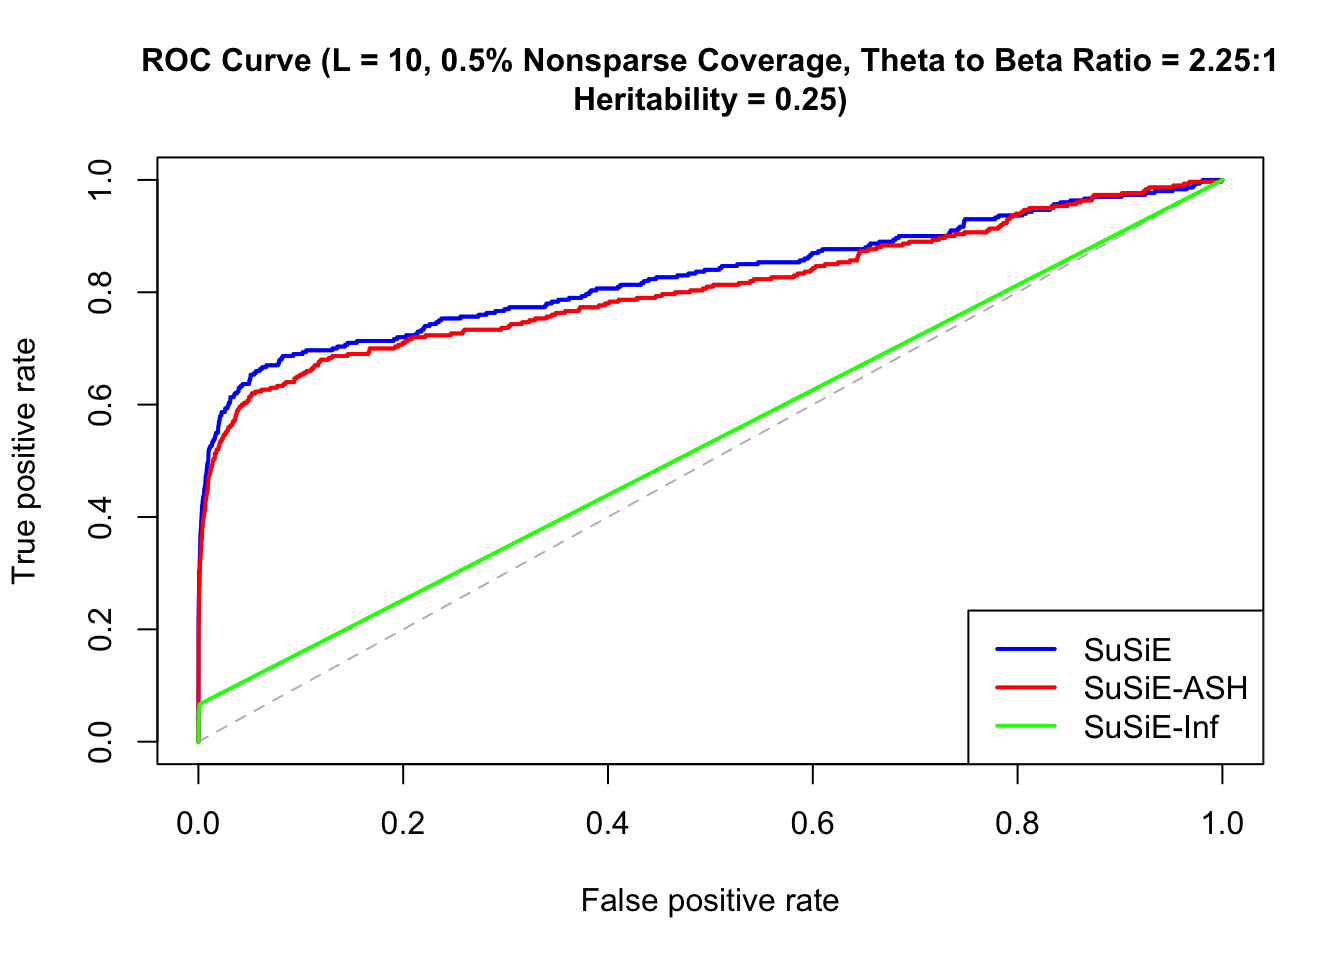 ROC Curve (L = 10, 0.5% Nonsparse Coverage, Theta to Beta Ratio = 2.25:1
Heritability = 0.25)
True positive rate
1.0
0.8
0.6
0.4
0.2
0.0
SuSiE
SuSiE-ASH
SuSiE-Inf
0.0 0.2 0.4 0.6 0.8 1.0
False positive rate